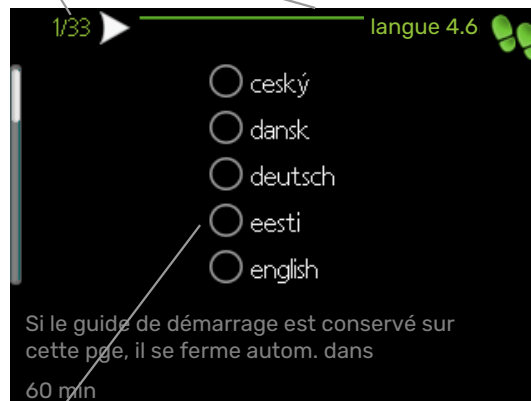 1/33
langue 4.6
ceský
dansk
deutsch
eesti
english
Si le guide de démarrage est conservé sur
cette pge, il se ferme autom. dans
60 min